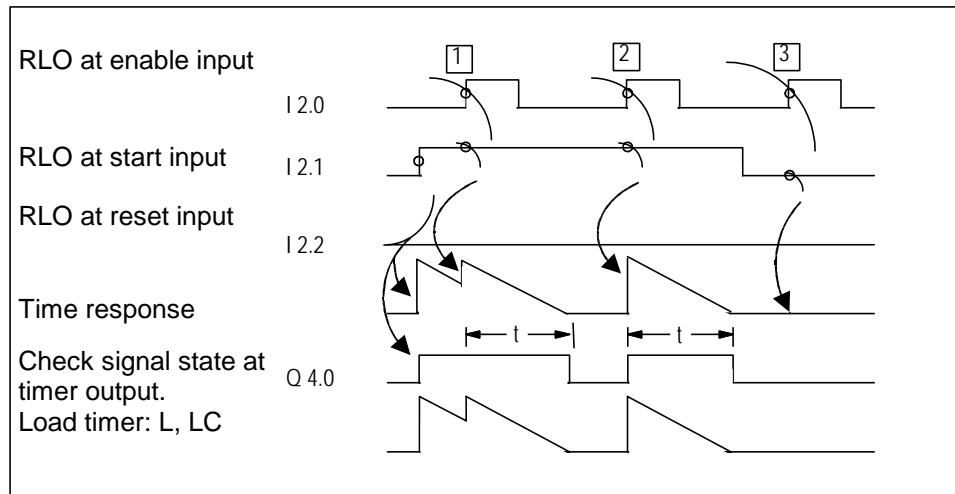 1 2 3
RLO at enable input
I 2.0
RLO at start input
I 2.1
RLO at reset input
I 2.2
Time response
t t
Check signal state at
timer output.
Q 4.0
Load timer: L, LC